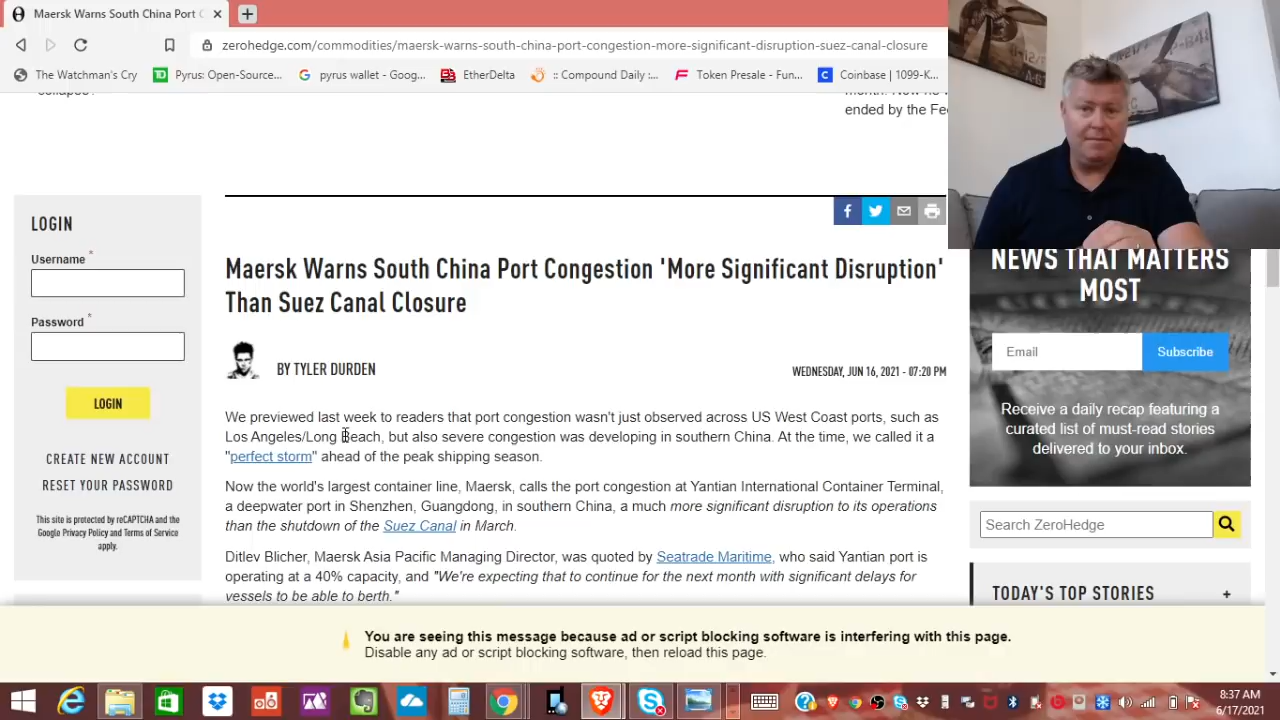 Maersk Warns South China Port C
zerohedge.com/commodities/maersk-warns-south-china-port-congestion-more-significant-disruption-suez-canal-closure
The Watchman's Cry
Pyrus: Open-Source...
pyrus wallet - Goog...
EtherDelta
:: Compound Daily :...
Token Presale - Fun...
Coinbase | 1099-K...
ended by the Fe
LOGIN
Username *
Password *
LOGIN
CREATE NEW ACCOUNT
RESET YOUR PASSWORD
This site is protected by reCAPTCHA and the
Google Privacy Policy and Terms of Service
apply.
Maersk Warns South China Port Congestion 'More Significant Disruption'
Than Suez Canal Closure
BY TYLER DURDEN
WEDNESDAY, JUN 16, 2021 - 07:20 PM
We previewed last week to readers that port congestion wasn't just observed across US West Coast ports, such as
Los Angeles/Long Beach, but also severe congestion was developing in southern China. At the time, we called it a
"perfect storm" ahead of the peak shipping season.
Now the world's largest container line, Maersk, calls the port congestion at Yantian International Container Terminal,
a deepwater port in Shenzhen, Guangdong, in southern China, a much more significant disruption to its operations
than the shutdown of the Suez Canal in March.
Ditlev Blicher, Maersk Asia Pacific Managing Director, was quoted by Seatrade Maritime, who said Yantian port is
operating at a 40% capacity, and "We're expecting that to continue for the next month with significant delays for
vessels to be able to berth."
NEWS THAT MATTERS
MOST
Email
Subscribe
Receive a daily recap featuring a
curated list of must-read stories
delivered to your inbox.
Search ZeroHedge
TODAY'S TOP STORIES +
You are seeing this message because ad or script blocking software is interfering with this page.
Disable any ad or script blocking software, then reload this page.
8:37 AM
6/17/2021